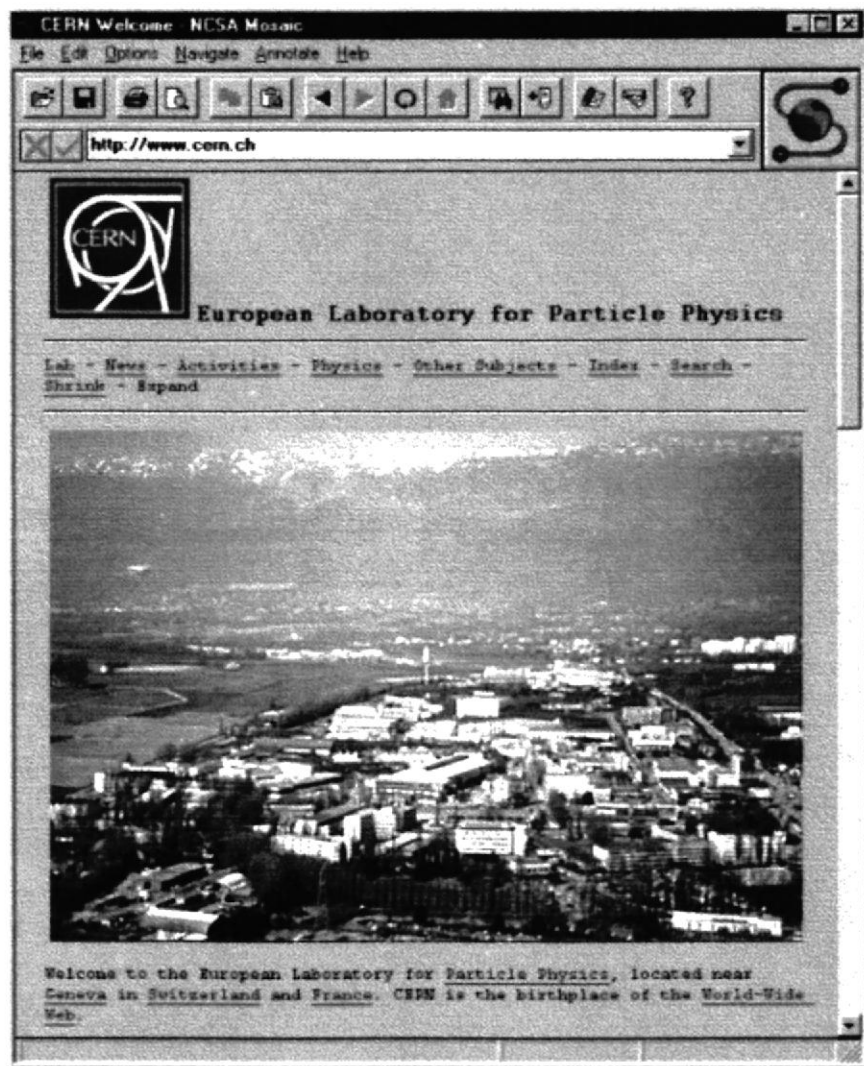 CERN Welcome - NCSA Mosaic
File Edit Options Navigate Annotate Help
http://www.cern.ch
CERN
European Laboratory for Particle Physics
Lab - News - Activities - Physics - Other Subjects - Index - Search -
Shrink - Expand
Welcome to the European Laboratory for Particle Physics, located near
Geneva in Switzerland and France. CERN is the birthplace of the World-Wide
Web.